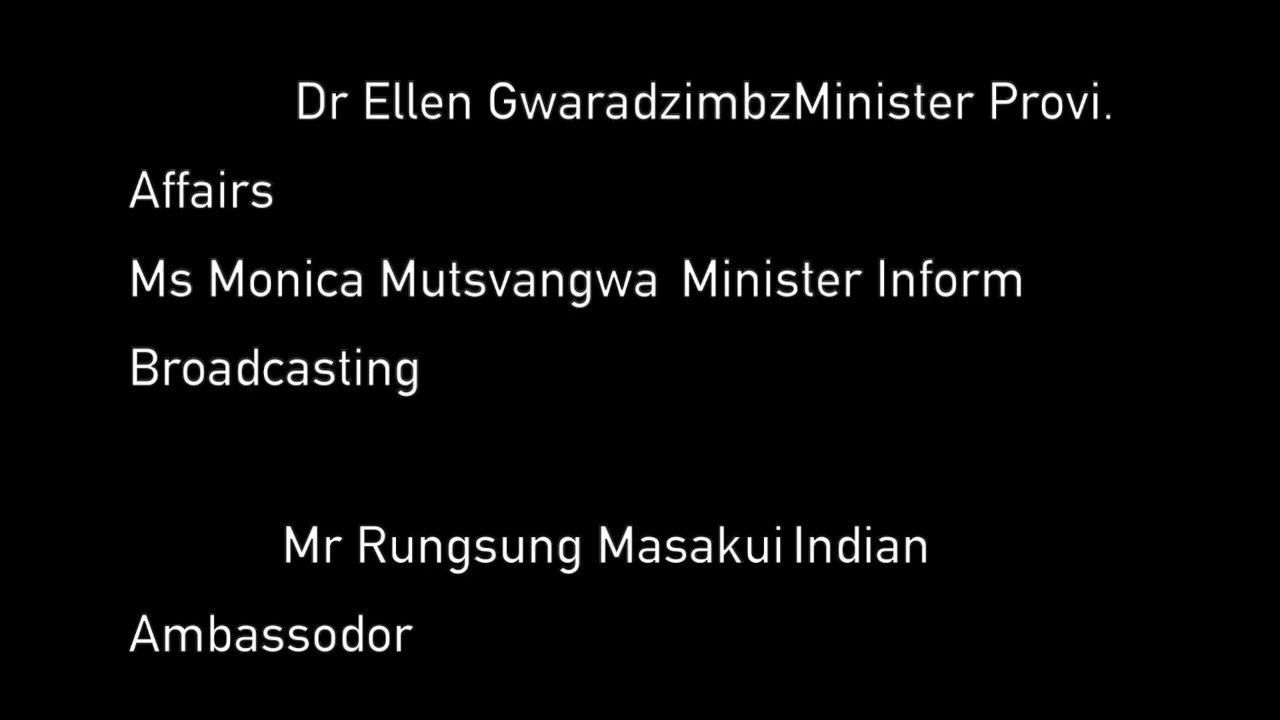 Dr Ellen GwaradzimbzMinister Provi.
Affairs
Ms Monica Mutsvangwa Minister Inform
Broadcasting
Mr Rungsung Masakui Indian
Ambassodor